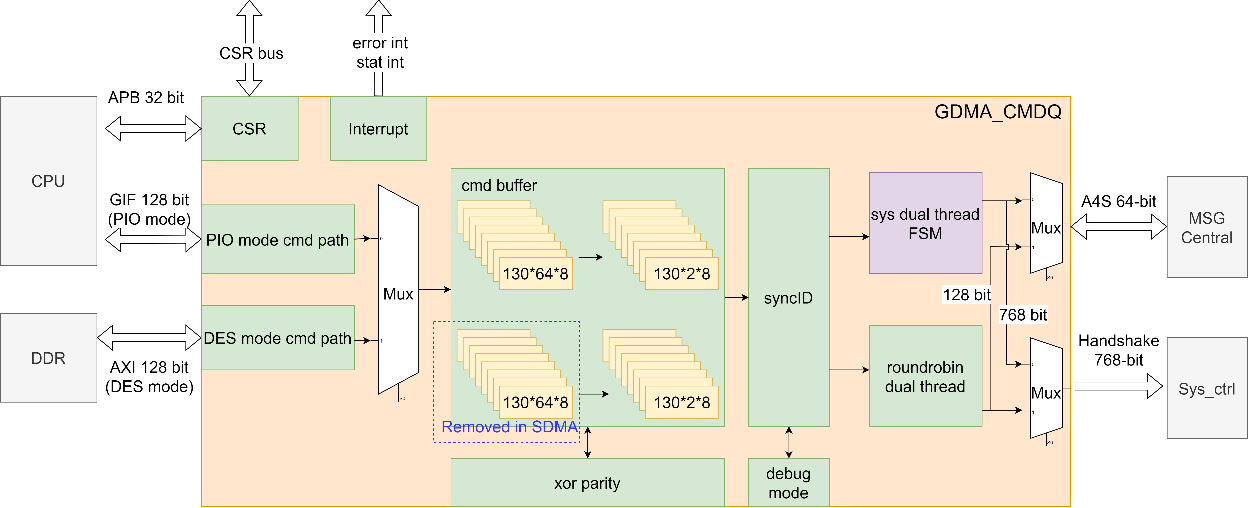 CSR bus
error int
stat int
APB 32 bit
CSR
Interrupt
GDMA_CMDQ
CPU
GIF 128 bit
(PIO mode)
PIO mode cmd path
DDR
AXI 128 bit
(DES mode)
DES mode cmd path
Mux
cmd buffer
130*64*8
130*2*8
130*64*8
130*2*8
Removed in SDMA
xor parity
syncID
debug
mode
sys dual thread
FSM
roundrobin
dual thread
128 bit
768 bit
Mux
Mux
A4S 64-bit
MSG
Central
Handshake
768-bit
Sys_ctrl